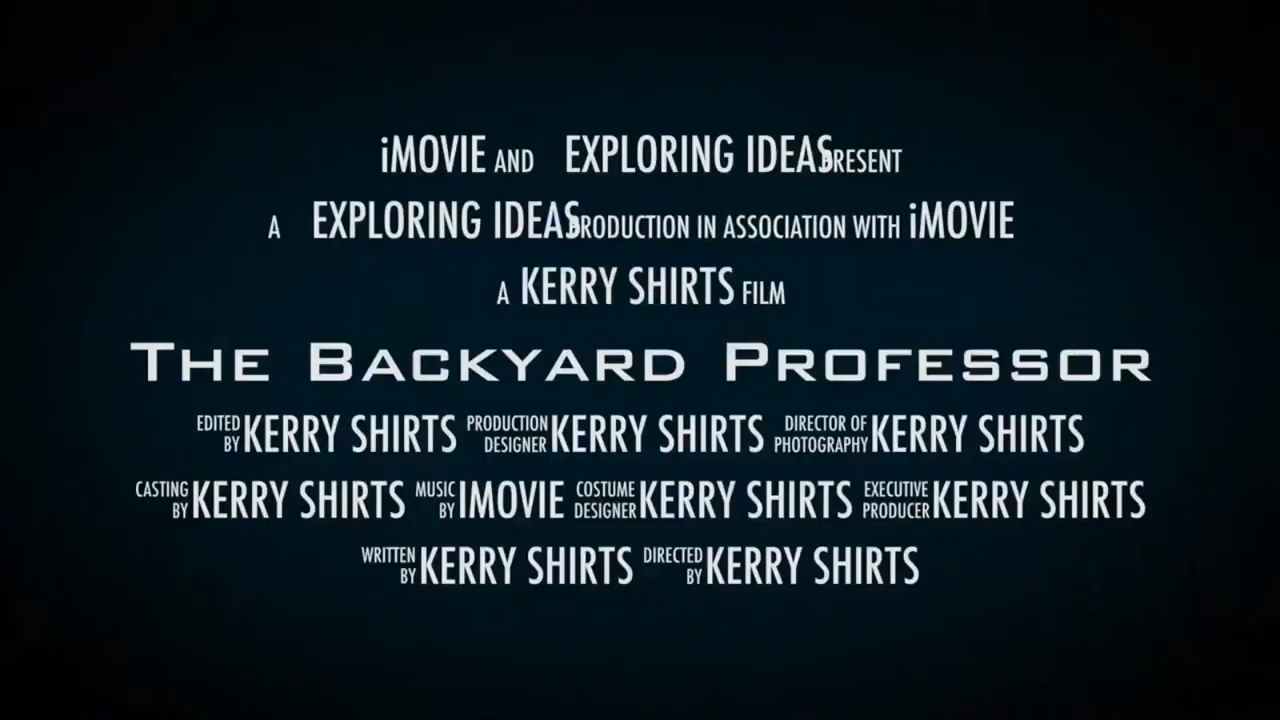 iMOVIE AND EXPLORING IDEAS PRESENT
A EXPLORING IDEAS PRODUCTION IN ASSOCIATION WITH iMOVIE
A KERRY SHIRTS FILM
THE BACKYARD PROFESSOR
EDITED BY KERRY SHIRTS PRODUCTION DESIGNER KERRY SHIRTS DIRECTOR OF PHOTOGRAPHY KERRY SHIRTS
CASTING BY KERRY SHIRTS MUSIC BY IMOVIE COSTUME DESIGNER KERRY SHIRTS EXECUTIVE PRODUCER KERRY SHIRTS
WRITTEN BY KERRY SHIRTS DIRECTED BY KERRY SHIRTS